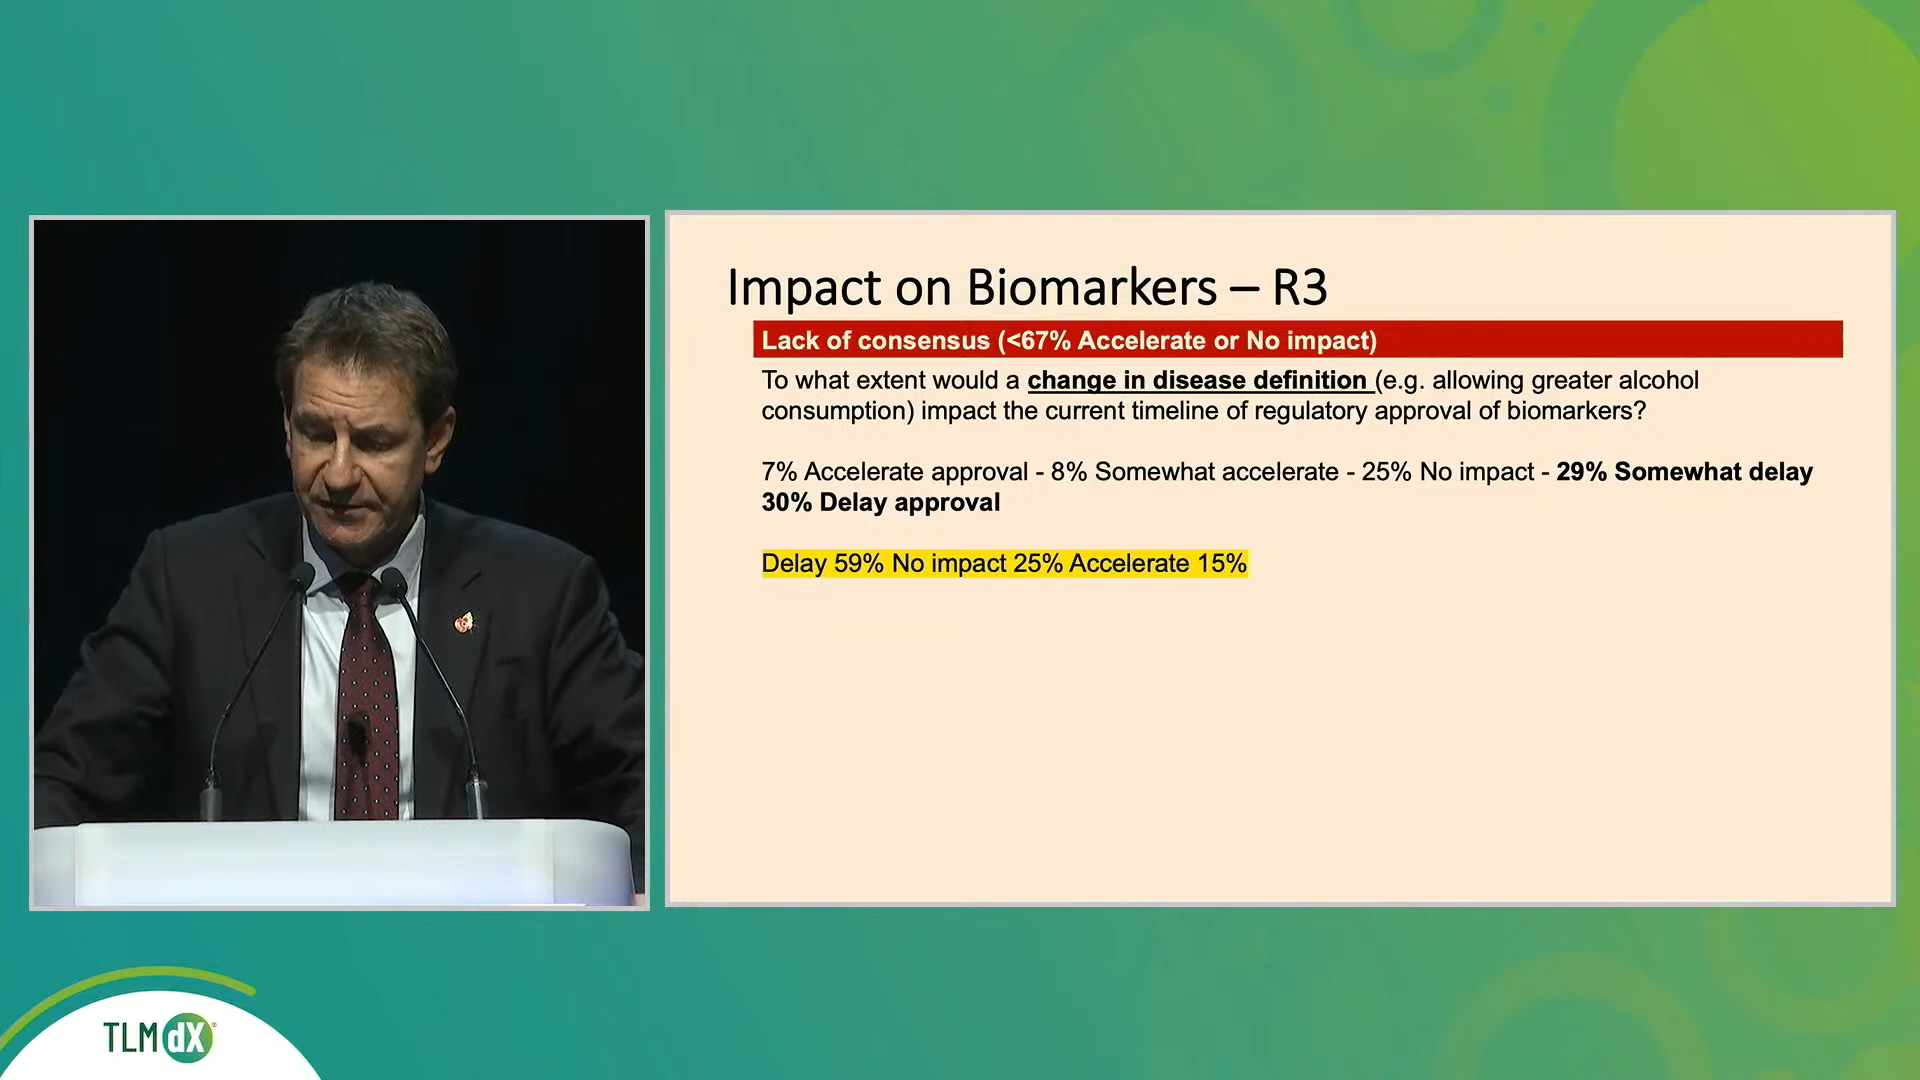 Impact on Biomarkers – R3
Lack of consensus (<67% Accelerate or No impact)
To what extent would a change in disease definition (e.g. allowing greater alcohol
consumption) impact the current timeline of regulatory approval of biomarkers?
7% Accelerate approval - 8% Somewhat accelerate - 25% No impact - 29% Somewhat delay
30% Delay approval
Delay 59% No impact 25% Accelerate 15%
TLMdX